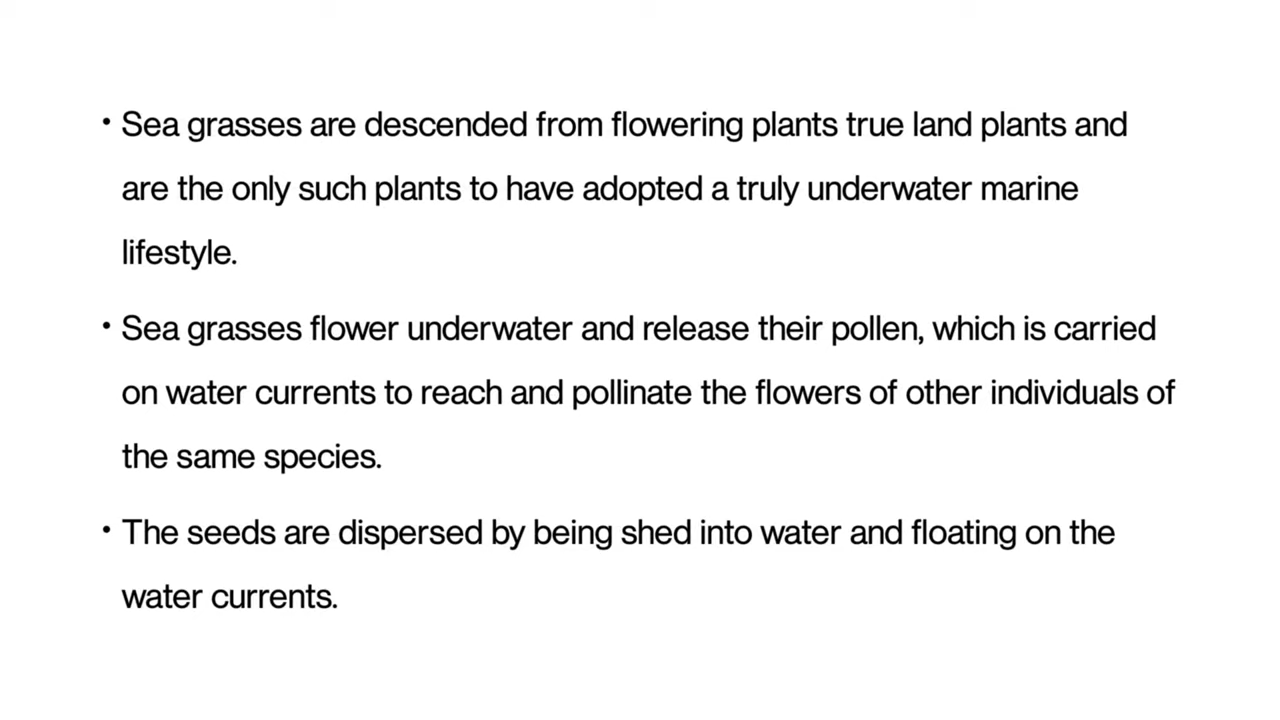 • Sea grasses are descended from flowering plants true land plants and
are the only such plants to have adopted a truly underwater marine
lifestyle.
• Sea grasses flower underwater and release their pollen, which is carried
on water currents to reach and pollinate the flowers of other individuals of
the same species.
• The seeds are dispersed by being shed into water and floating on the
water currents.